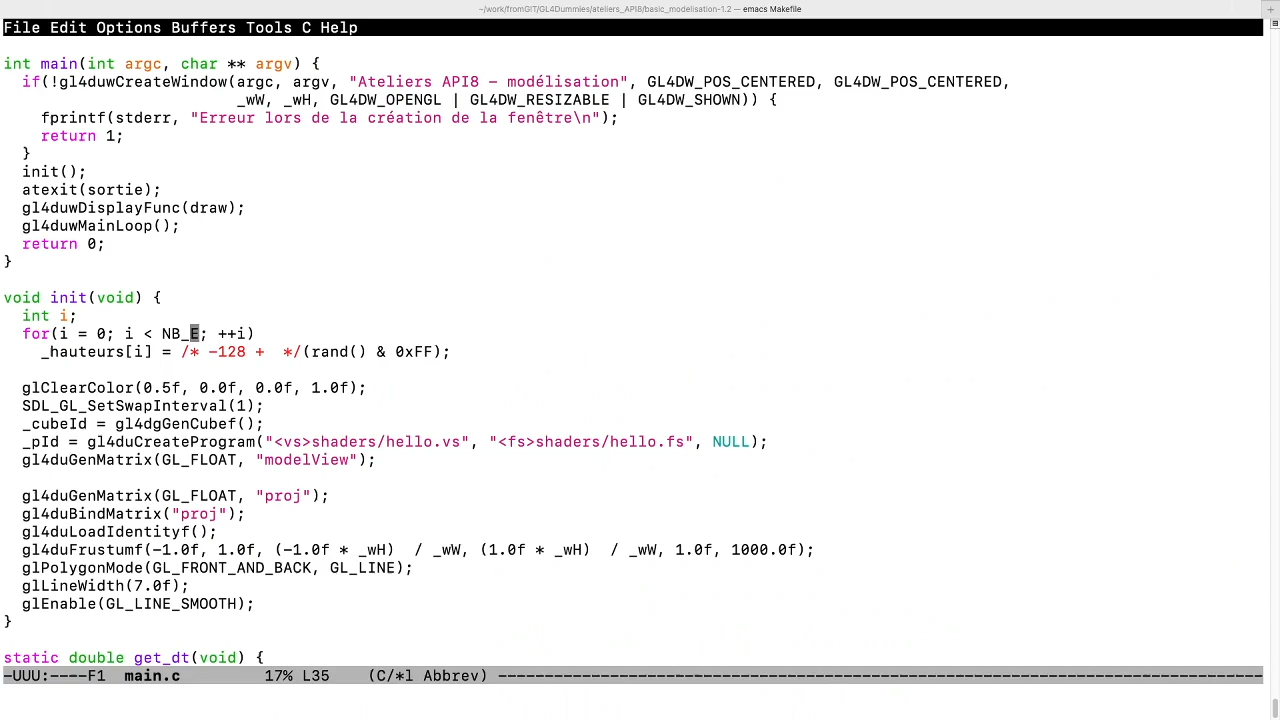 ~/work/fromGIT/GL4Dummies/ateliers_API8/basic_modelisation-1.2 — emacs Makefile
File Edit Options Buffers Tools C Help
int main(int argc, char ** argv) {
  if(!gl4duwCreateWindow(argc, argv, "Ateliers API8 - modélisation", GL4DW_POS_CENTERED, GL4DW_POS_CENTERED,
                         _wW, _wH, GL4DW_OPENGL | GL4DW_RESIZABLE | GL4DW_SHOWN)) {
    fprintf(stderr, "Erreur lors de la création de la fenêtre\n");
    return 1;
  }
  init();
  atexit(sortie);
  gl4duwDisplayFunc(draw);
  gl4duwMainLoop();
  return 0;
}
void init(void) {
  int i;
  for(i = 0; i < NB_E; ++i)
    _hauteurs[i] = /* -128 +  */(rand() & 0xFF);
  glClearColor(0.5f, 0.0f, 0.0f, 1.0f);
  SDL_GL_SetSwapInterval(1);
  _cubeId = gl4dgGenCubef();
  _pId = gl4duCreateProgram("<vs>shaders/hello.vs", "<fs>shaders/hello.fs", NULL);
  gl4duGenMatrix(GL_FLOAT, "modelView");
  gl4duGenMatrix(GL_FLOAT, "proj");
  gl4duBindMatrix("proj");
  gl4duLoadIdentityf();
  gl4duFrustumf(-1.0f, 1.0f, (-1.0f * _wH)  / _wW, (1.0f * _wH)  / _wW, 1.0f, 1000.0f);
  glPolygonMode(GL_FRONT_AND_BACK, GL_LINE);
  glLineWidth(7.0f);
  glEnable(GL_LINE_SMOOTH);
}
static double get_dt(void) {
-UUU:----F1  main.c         17% L35    (C/*l Abbrev) ----------------------------------------------------------------------------------